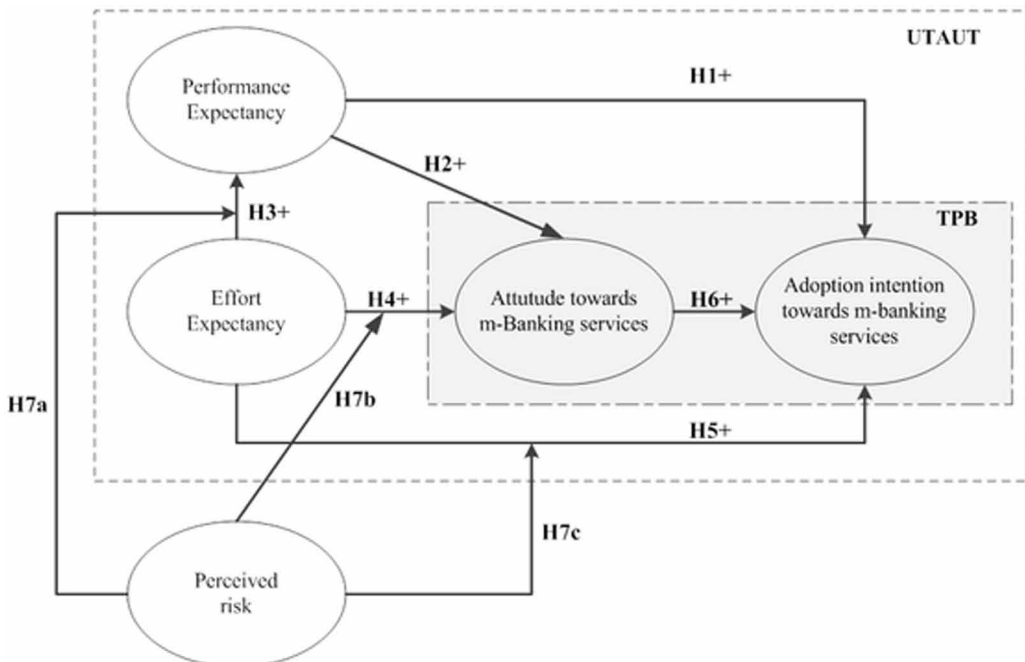 UTAUT
Performance
Expectancy
H1+
H2+
H3+
TPB
Effort
Expectancy
H4+
Attutude towards
m-Banking services
H6+
Adoption intention
towards m-banking
services
H7a
H7b
H5+
H7c
Perceived
risk